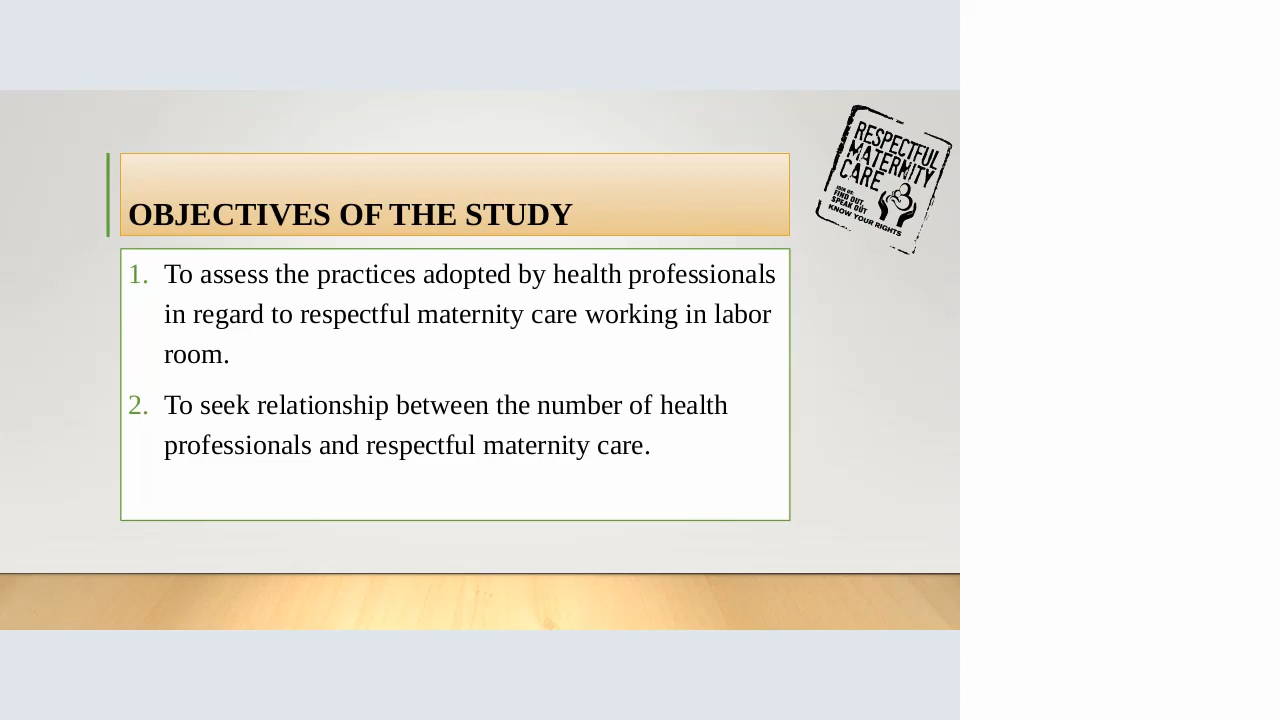 RESPECTFUL
MATERNITY
CARE
JOIN US:
FIND OUT
SPEAK OUT
KNOW YOUR RIGHTS
OBJECTIVES OF THE STUDY
1. To assess the practices adopted by health professionals
in regard to respectful maternity care working in labor
room.
2. To seek relationship between the number of health
professionals and respectful maternity care.